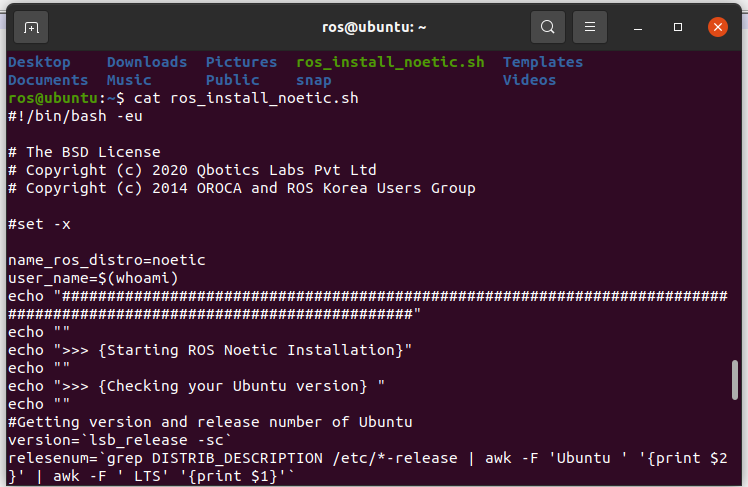 ros@ubuntu: ~
Desktop Downloads Pictures ros_install_noetic.sh Templates
Documents Music Public snap Videos
ros@ubuntu:~$ cat ros_install_noetic.sh
#!/bin/bash -eu

# The BSD License
# Copyright (c) 2020 Qbotics Labs Pvt Ltd
# Copyright (c) 2014 OROCA and ROS Korea Users Group

#set -x

name_ros_distro=noetic
user_name=$(whoami)
echo "##########################################################################
#############################################"
echo ""
echo ">>> {Starting ROS Noetic Installation}"
echo ""
echo ">>> {Checking your Ubuntu version} "
echo ""
#Getting version and release number of Ubuntu
version=`lsb_release -sc`
relesenum=`grep DISTRIB_DESCRIPTION /etc/*-release | awk -F 'Ubuntu ' '{print $2
}' | awk -F ' LTS' '{print $1}'`